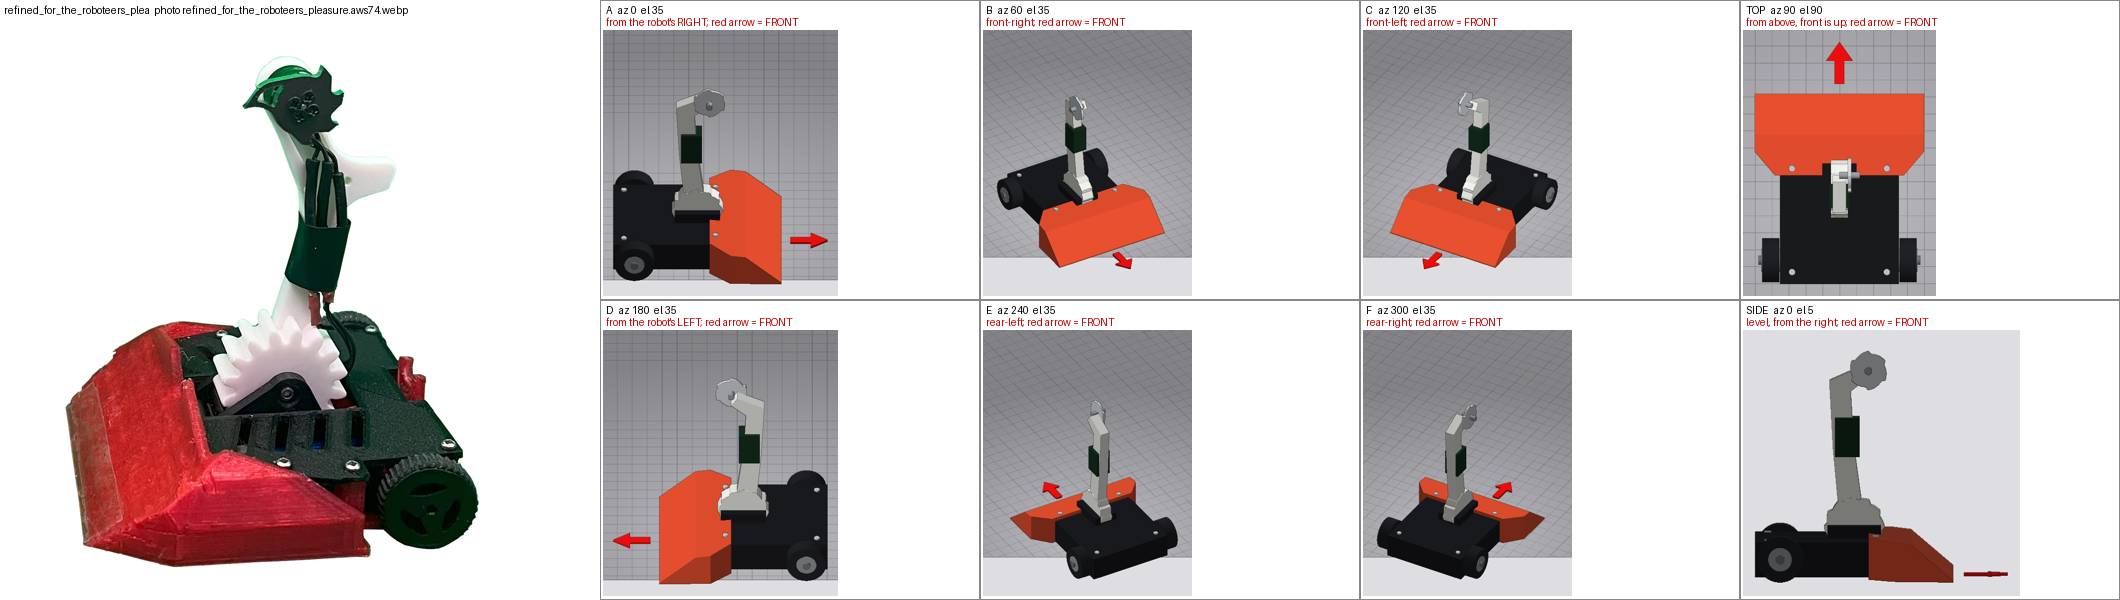 refined_for_the_roboteers_plea photo refined_for_the_roboteers_pleasure.aws74.webp
A az 0 el 35
from the robot's RIGHT; red arrow = FRONT
B az 60 el 35
front-right; red arrow = FRONT
C az 120 el 35
front-left; red arrow = FRONT
TOP az 90 el 90
from above, front is up; red arrow = FRONT
D az 180 el 35
from the robot's LEFT; red arrow = FRONT
E az 240 el 35
rear-left; red arrow = FRONT
F az 300 el 35
rear-right; red arrow = FRONT
SIDE az 0 el 5
level, from the right; red arrow = FRONT